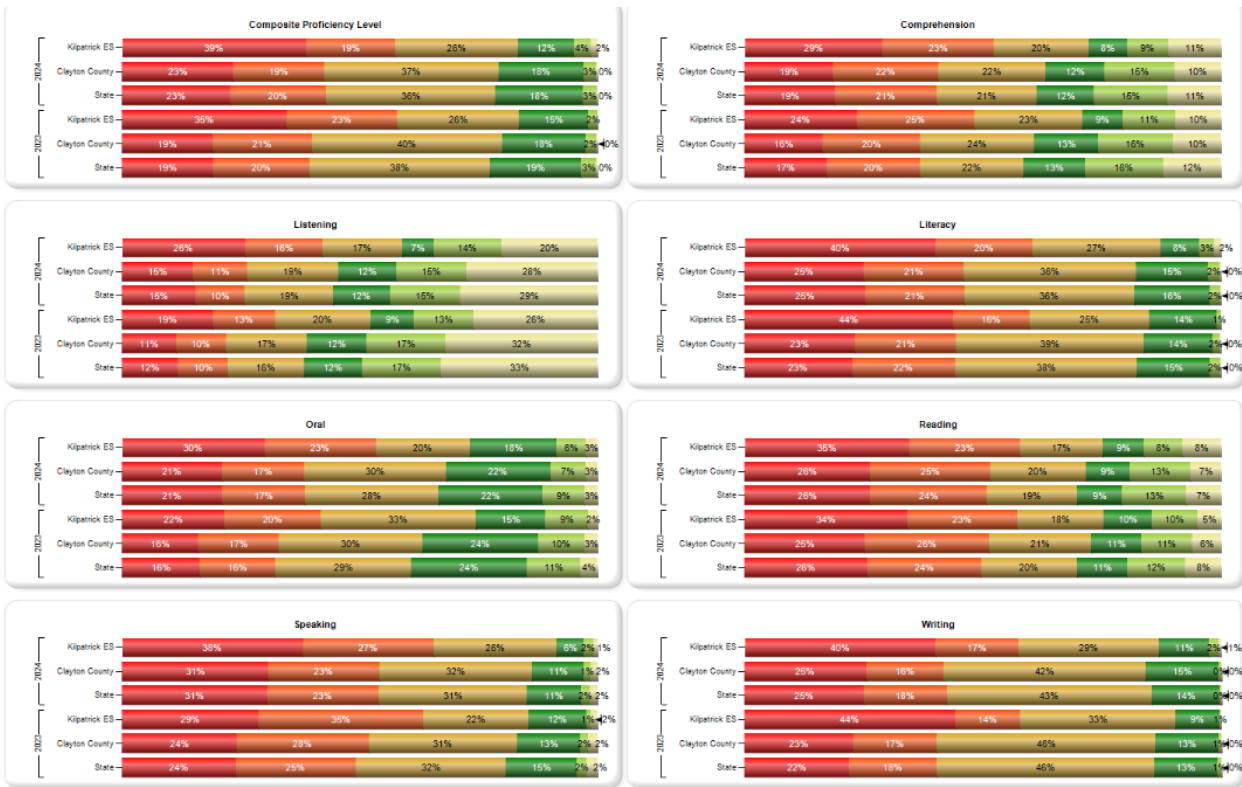 Composite Proficiency Level
2024
Kilpatrick ES 39% 19% 26% 12% 4% 2%
Clayton County 23% 19% 37% 18% 3% 0%
State 23% 20% 36% 18% 3% 0%
2023
Kilpatrick ES 35% 23% 26% 15% 2%
Clayton County 19% 21% 40% 18% 2% 0%
State 19% 20% 38% 19% 3% 0%
Comprehension
2024
Kilpatrick ES 29% 23% 20% 8% 9% 11%
Clayton County 19% 22% 22% 12% 15% 10%
State 19% 21% 21% 12% 15% 11%
2023
Kilpatrick ES 24% 25% 23% 9% 11% 10%
Clayton County 16% 20% 24% 13% 16% 10%
State 17% 20% 22% 13% 16% 12%
Listening
2024
Kilpatrick ES 26% 16% 17% 7% 14% 20%
Clayton County 15% 11% 19% 12% 15% 28%
State 15% 10% 19% 12% 15% 29%
2023
Kilpatrick ES 19% 13% 20% 9% 13% 26%
Clayton County 11% 10% 17% 12% 17% 32%
State 12% 10% 16% 12% 17% 33%
Literacy
2024
Kilpatrick ES 40% 20% 27% 8% 3% 2%
Clayton County 25% 21% 36% 15% 2% 0%
State 25% 21% 36% 16% 2% 0%
2023
Kilpatrick ES 44% 16% 25% 14% 1%
Clayton County 23% 21% 39% 14% 2% 0%
State 23% 22% 38% 15% 2% 0%
Oral
2024
Kilpatrick ES 30% 23% 20% 18% 6% 3%
Clayton County 21% 17% 30% 22% 7% 3%
State 21% 17% 28% 22% 9% 3%
2023
Kilpatrick ES 22% 20% 33% 15% 9% 2%
Clayton County 16% 17% 30% 24% 10% 3%
State 16% 16% 29% 24% 11% 4%
Reading
2024
Kilpatrick ES 35% 23% 17% 9% 8% 8%
Clayton County 26% 25% 20% 9% 13% 7%
State 26% 24% 19% 9% 13% 7%
2023
Kilpatrick ES 34% 23% 18% 10% 10% 5%
Clayton County 25% 26% 21% 11% 11% 6%
State 26% 24% 20% 11% 12% 8%
Speaking
2024
Kilpatrick ES 38% 27% 26% 6% 2% 1%
Clayton County 31% 23% 32% 11% 1% 2%
State 31% 23% 31% 11% 2% 2%
2023
Kilpatrick ES 29% 35% 22% 12% 1% 2%
Clayton County 24% 28% 31% 13% 2% 2%
State 24% 25% 32% 15% 2% 2%
Writing
2024
Kilpatrick ES 40% 17% 29% 11% 2% 1%
Clayton County 25% 16% 42% 15% 0% 0%
State 25% 18% 43% 14% 0% 0%
2023
Kilpatrick ES 44% 14% 33% 9% 1%
Clayton County 23% 17% 46% 13% 1% 0%
State 22% 18% 46% 13% 1% 0%